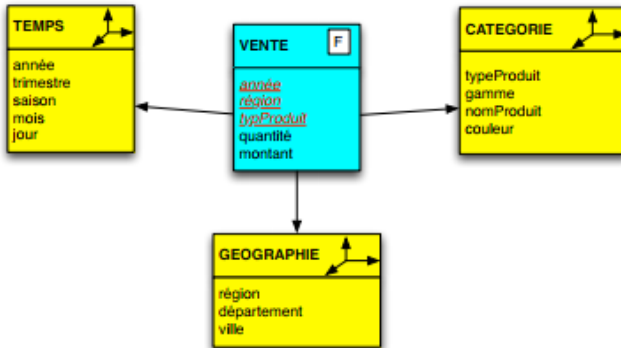 TEMPS
année
trimestre
saison
mois
jour
VENTE
F
année
région
typProduit
quantité
montant
CATEGORIE
typeProduit
gamme
nomProduit
couleur
GEOGRAPHIE
région
département
ville